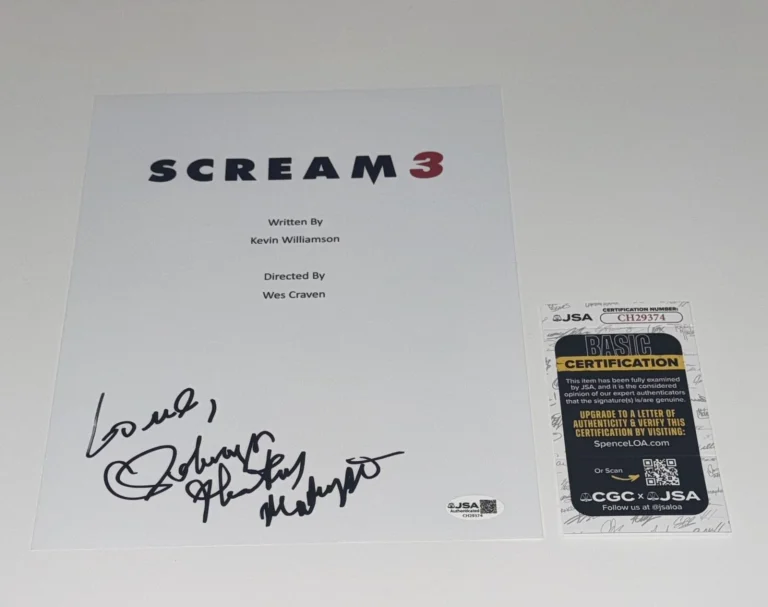 SCREAM 3
Written By
Kevin Williamson
Directed By
Wes Craven
Love,
JSA
Authenticated
CH29374
JSA
CERTIFICATION NUMBER:
CH29374
BASIC
CERTIFICATION
This item has been fully examined
by JSA, and it is the considered
opinion of our expert authenticators
that the signature(s) is/are genuine.
UPGRADE TO A LETTER OF
AUTHENTICITY & VERIFY THIS
CERTIFICATION BY VISITING:
SpenceLOA.com
Or Scan
CGC × JSA
Follow us at @jsaloa